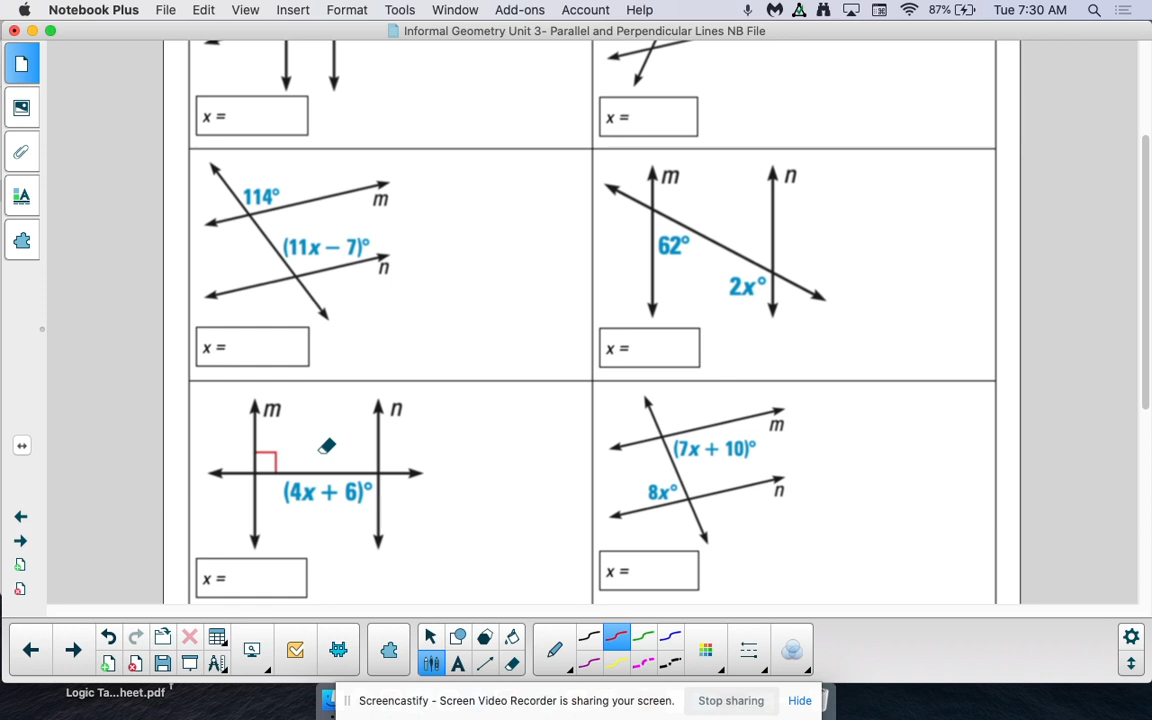 Notebook Plus File Edit View Insert Format Tools Add-ons Window Account Help 87% Tue 7:30 AM
Informal Geometry Unit 3- Parallel and Perpendicular Lines NB File
x =
x =
114°
m
(11x – 7)°
n
x =
m
n
62°
2x°
x =
m
n
(4x + 6)°
x =
m
(7x + 10)°
8x°
n
x =
A
A
Logic Ta...heet.pdf
Screencastify - Screen Video Recorder is sharing your screen.
Stop sharing
Hide